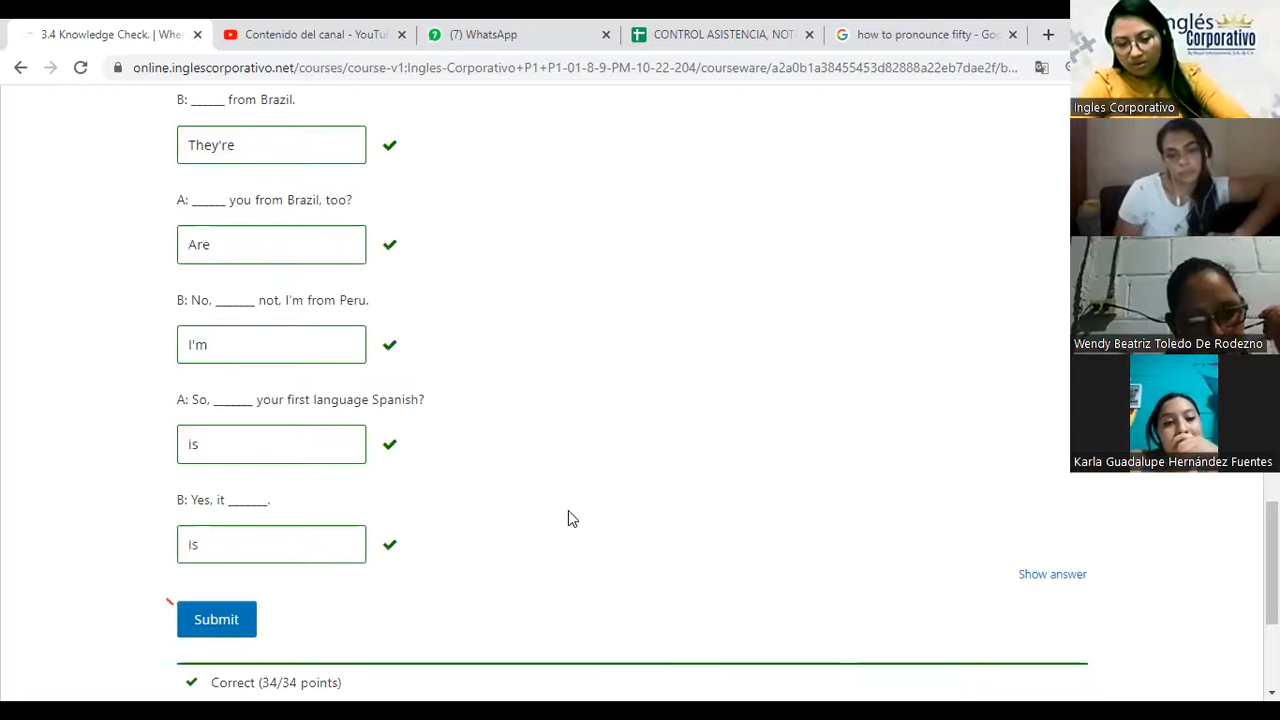 3.4 Knowledge Check. | Whe
Contenido del canal - YouTu
(7) WhatsApp
CONTROL ASISTENCIA, NOT
how to pronounce fifty - Goo
online.inglescorporativo.net/courses/course-v1:Ingles-Corporativo+P1+P1-01-8-9-PM-10-22-204/courseware/a2a0b1a38455453d82888a22eb7dae2f/b...
Inglés
Corporativo
Ingles Corporativo
B: ______ from Brazil.
They're
A: ______ you from Brazil, too?
Are
B: No, _______ not, I'm from Peru.
I'm
A: So, _______ your first language Spanish?
is
B: Yes, it _______.
is
Show answer
Submit
Correct (34/34 points)
Wendy Beatriz Toledo De Rodezno
Karla Guadalupe Hernández Fuentes